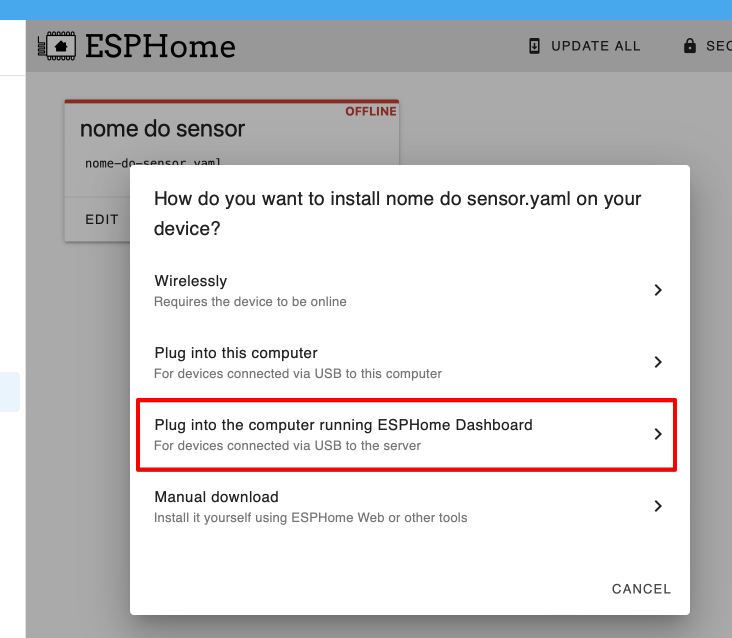 ESPHome
UPDATE ALL
SEC
OFFLINE
nome do sensor
nome-do-sensor.yaml
EDIT
How do you want to install nome do sensor.yaml on your
device?
Wirelessly
Requires the device to be online
Plug into this computer
For devices connected via USB to this computer
Plug into the computer running ESPHome Dashboard
For devices connected via USB to the server
Manual download
Install it yourself using ESPHome Web or other tools
CANCEL